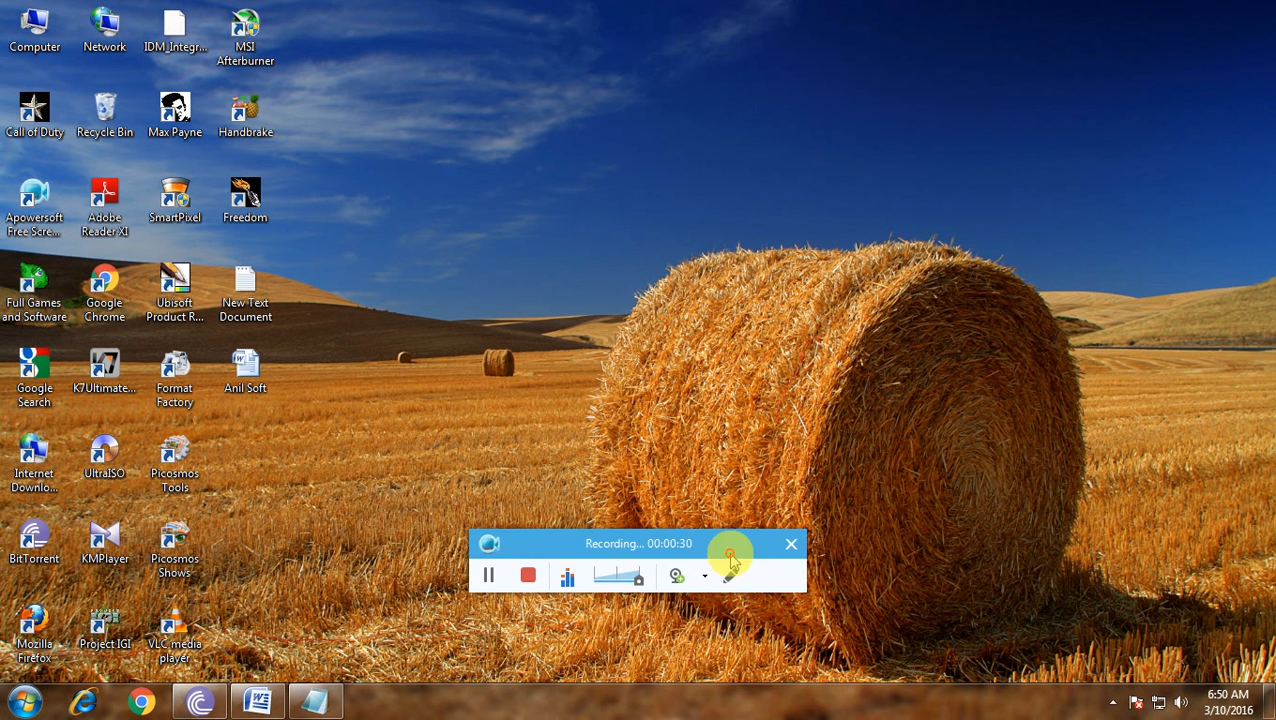 Computer
Network
IDM_Integr...
MSI
Afterburner
Call of Duty
Recycle Bin
Max Payne
Handbrake
Apowersoft
Free Scre...
Adobe
Reader XI
SmartPixel
Freedom
Full Games
and Software
Google
Chrome
Ubisoft
Product R...
New Text
Document
Google
Search
K7Ultimate...
Format
Factory
Anil Soft
Internet
Downlo...
UltraISO
Picosmos
Tools
BitTorrent
KMPlayer
Picosmos
Shows
Mozilla
Firefox
Project IGI
VLC media
player
Recording... 00:00:30
6:50 AM
3/10/2016